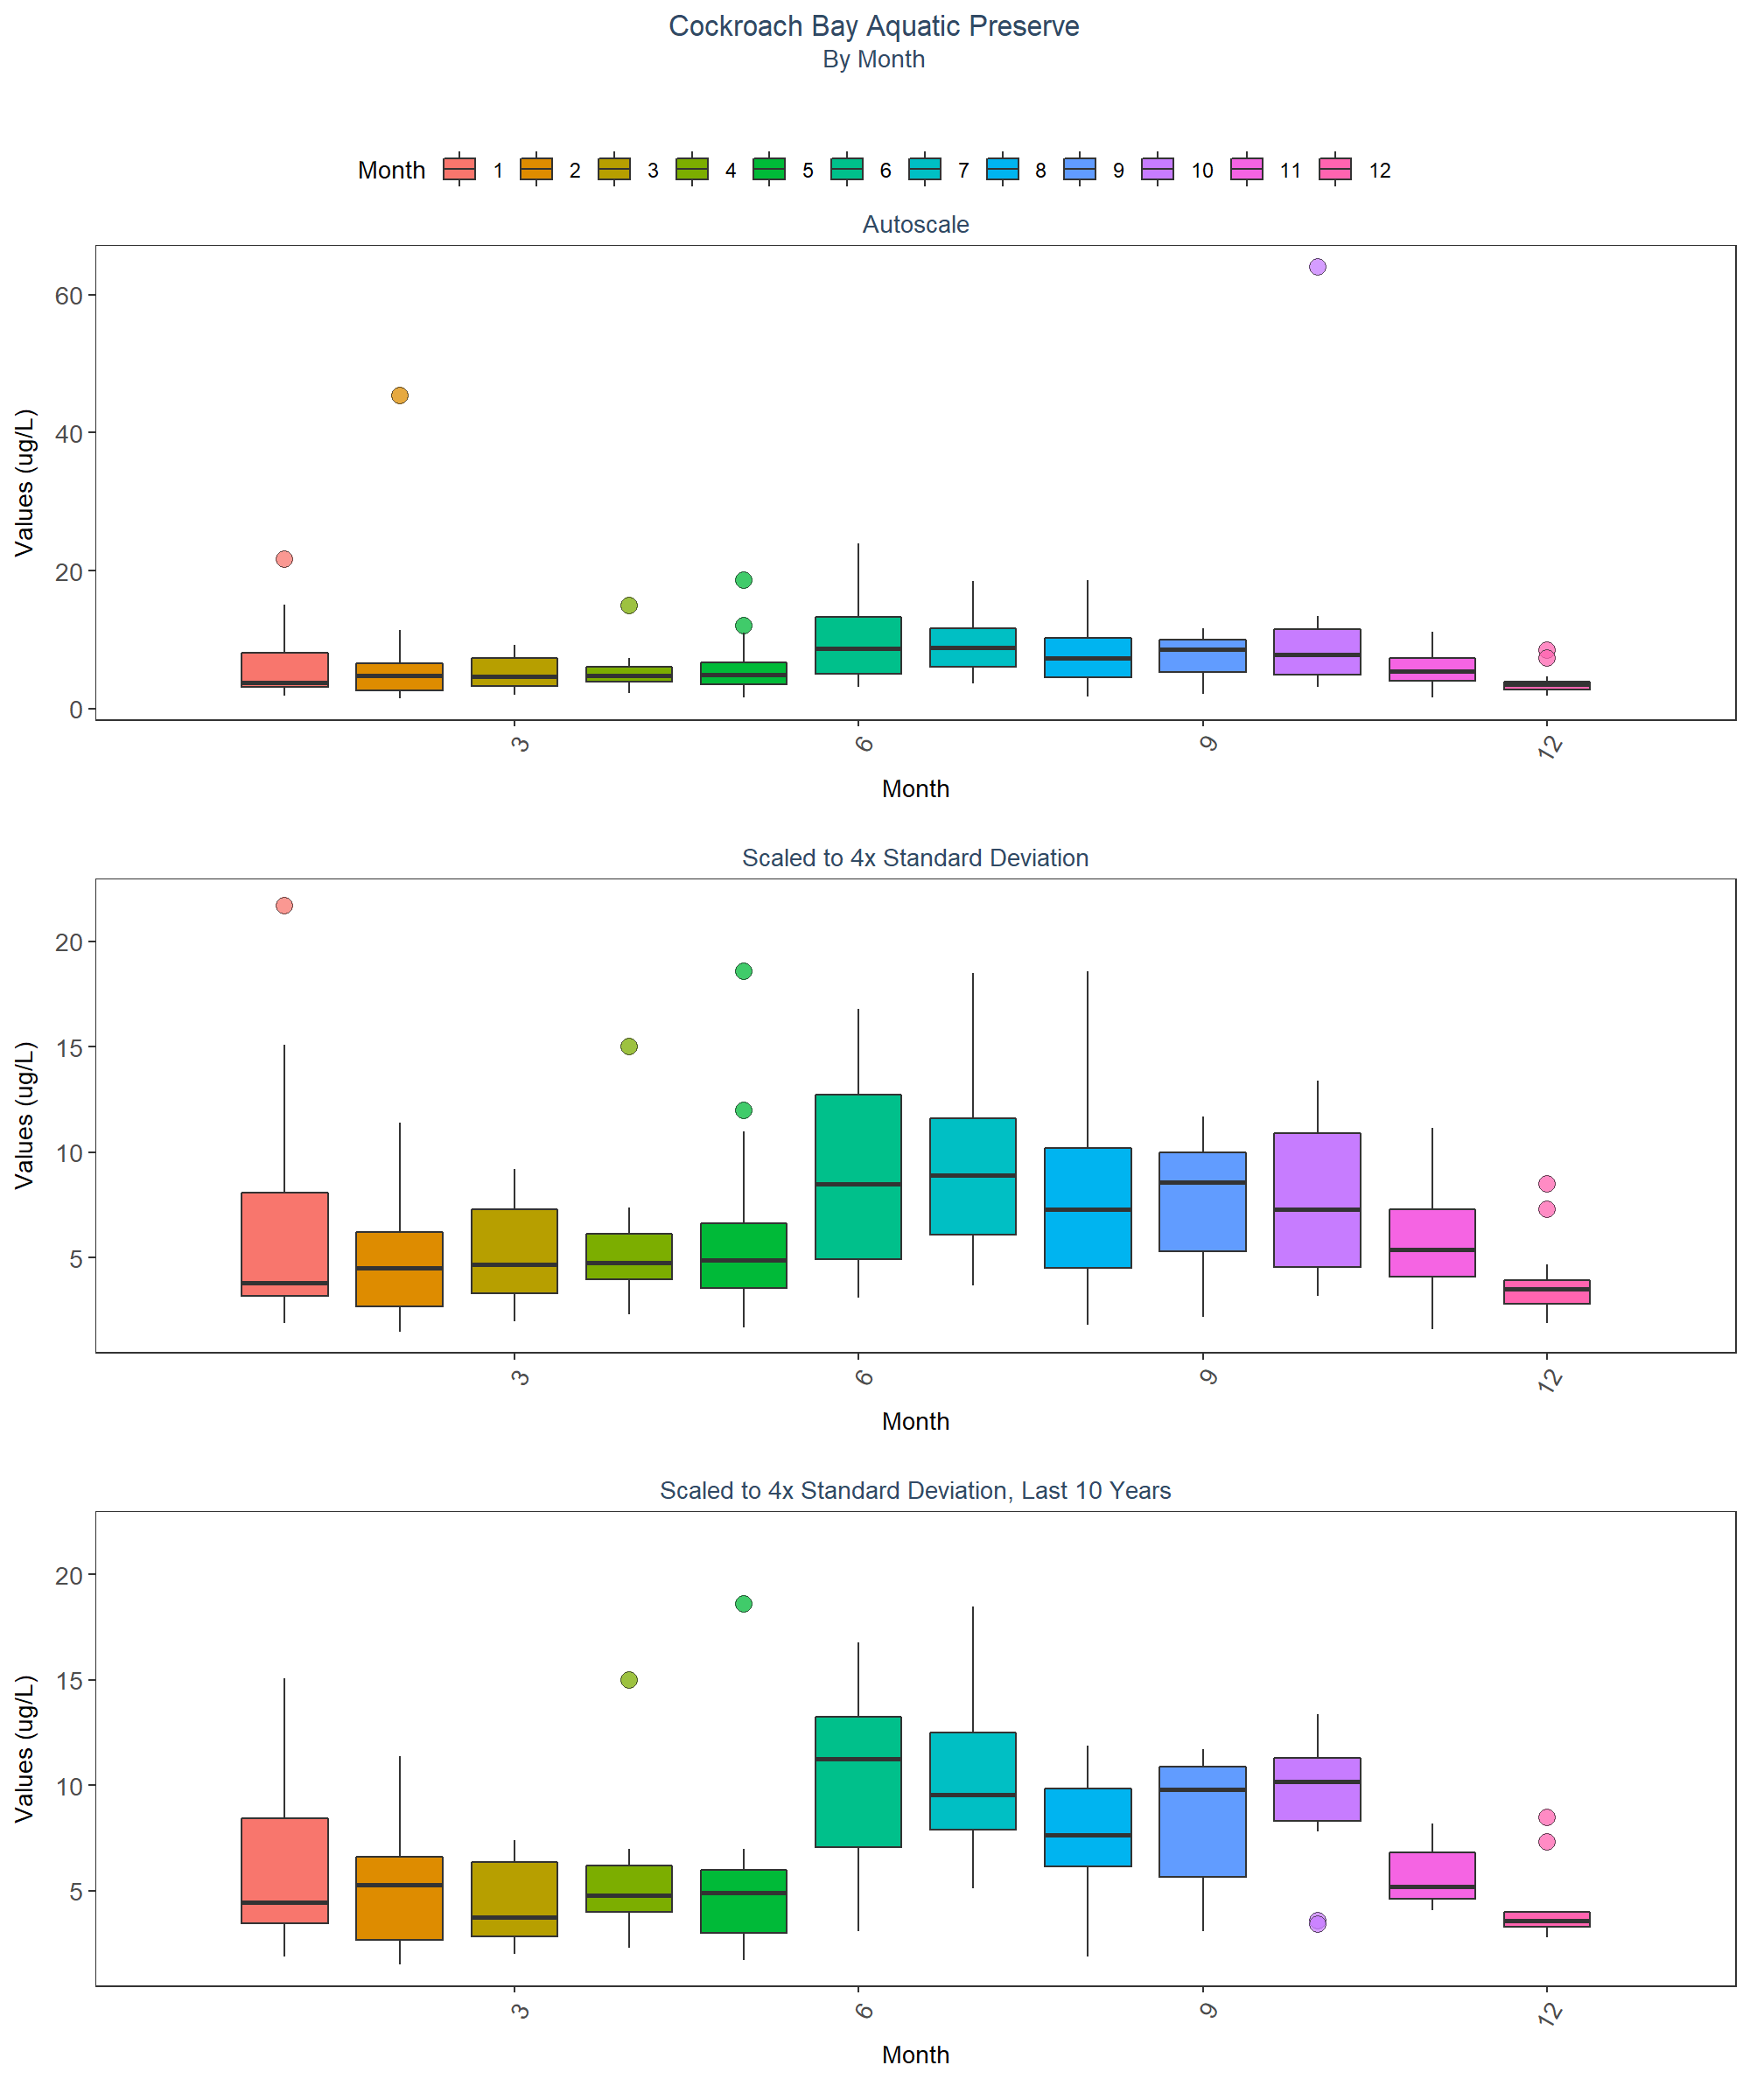 Cockroach Bay Aquatic Preserve
By Month
Month 1 2 3 4 5 6 7 8 9 10 11 12
Autoscale
Values (ug/L)
60
40
20
0
3 6 9 12
Month
Scaled to 4x Standard Deviation
Values (ug/L)
20
15
10
5
3 6 9 12
Month
Scaled to 4x Standard Deviation, Last 10 Years
Values (ug/L)
20
15
10
5
3 6 9 12
Month